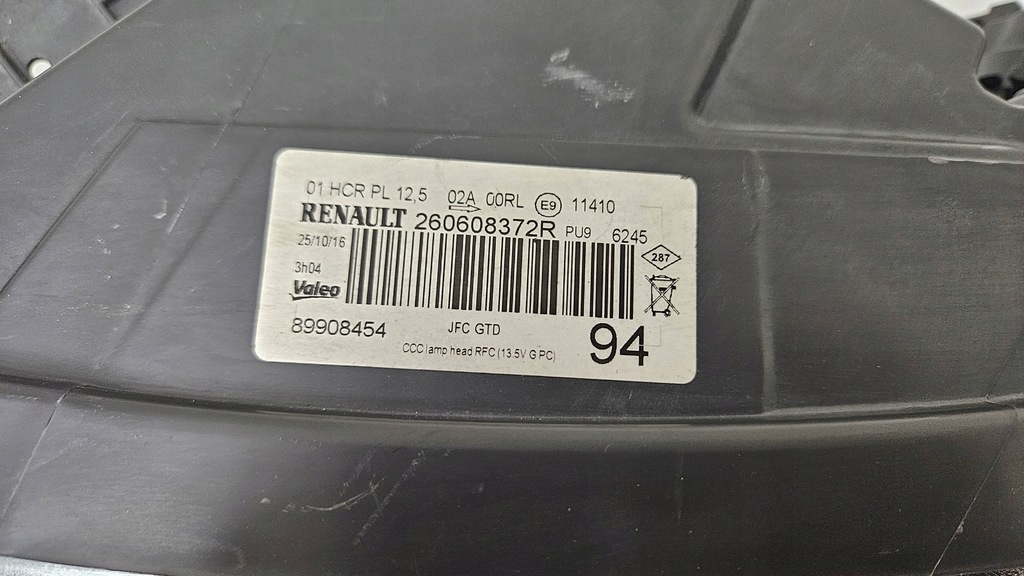 01 HCR PL 12,5 02A 00RL E9 11410
RENAULT 260608372R PU9 6245
25/10/16
287
3h04
Valeo
89908454 JFC GTD 94
CCC lamp head RFC (13.5V G PC)